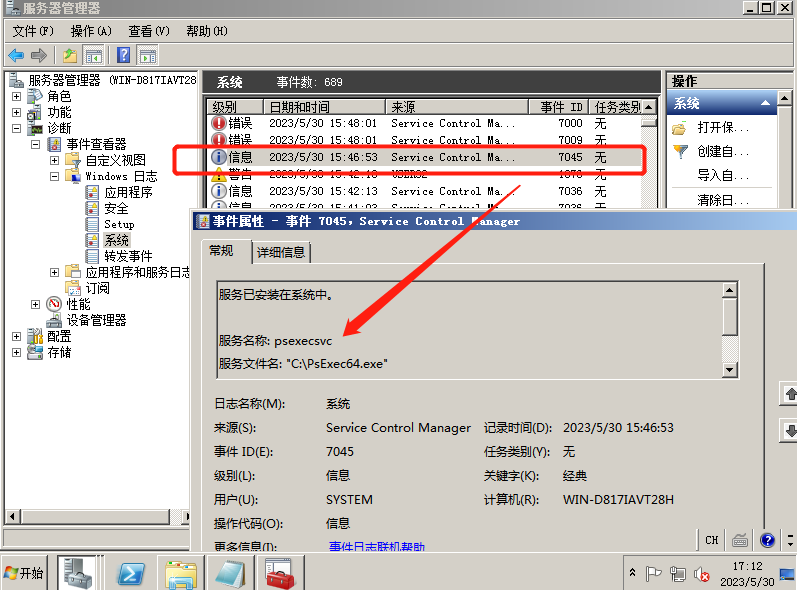 服务器管理器
文件(F) 操作(A) 查看(V) 帮助(H)
服务器管理器 (WIN-D817IAVT28
角色
功能
诊断
事件查看器
自定义视图
Windows 日志
应用程序
安全
Setup
系统
转发事件
应用程序和服务日志
订阅
性能
设备管理器
配置
存储
系统 事件数: 689
级别 日期和时间 来源 事件 ID 任务类别
错误 2023/5/30 15:48:01 Service Control Ma... 7000 无
错误 2023/5/30 15:48:01 Service Control Ma... 7009 无
信息 2023/5/30 15:46:53 Service Control Ma... 7045 无
警告 2023/5/30 15:42:18 USER32 1076 无
信息 2023/5/30 15:42:13 Service Control Ma... 7036 无
信息 2023/5/30 15:41:03 Service Control Ma... 7036 无
操作
系统
打开保...
创建自...
导入自...
清除日...
事件属性 - 事件 7045，Service Control Manager
常规 详细信息
服务已安装在系统中。
服务名称: psexecsvc
服务文件名: "C:\PsExec64.exe"
日志名称(M): 系统
来源(S): Service Control Manager 记录时间(D): 2023/5/30 15:46:53
事件 ID(E): 7045 任务类别(Y): 无
级别(L): 信息 关键字(K): 经典
用户(U): SYSTEM 计算机(R): WIN-D817IAVT28H
操作代码(O): 信息
更多信息(I): 事件日志联机帮助
CH
开始
17:12
2023/5/30